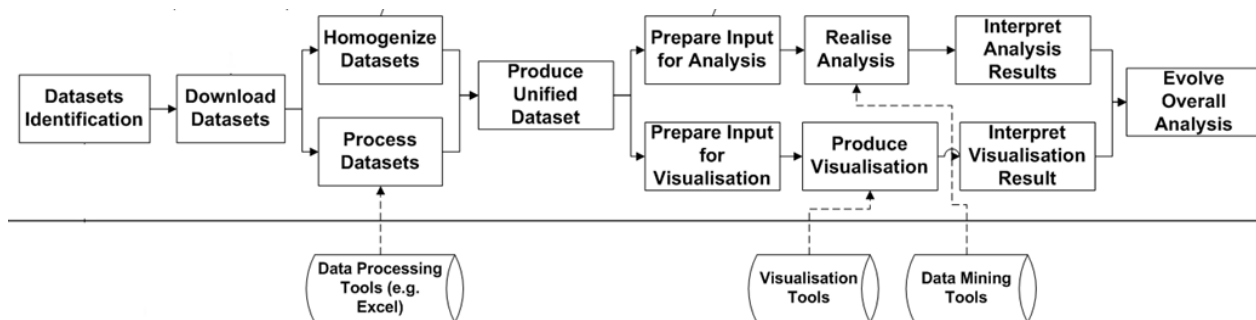 Datasets
Identification
Download
Datasets
Homogenize
Datasets
Process
Datasets
Produce
Unified
Dataset
Prepare Input
for Analysis
Realise
Analysis
Interpret
Analysis
Results
Prepare Input
for
Visualisation
Produce
Visualisation
Interpret
Visualisation
Result
Evolve
Overall
Analysis
Data Processing
Tools (e.g.
Excel)
Visualisation
Tools
Data Mining
Tools